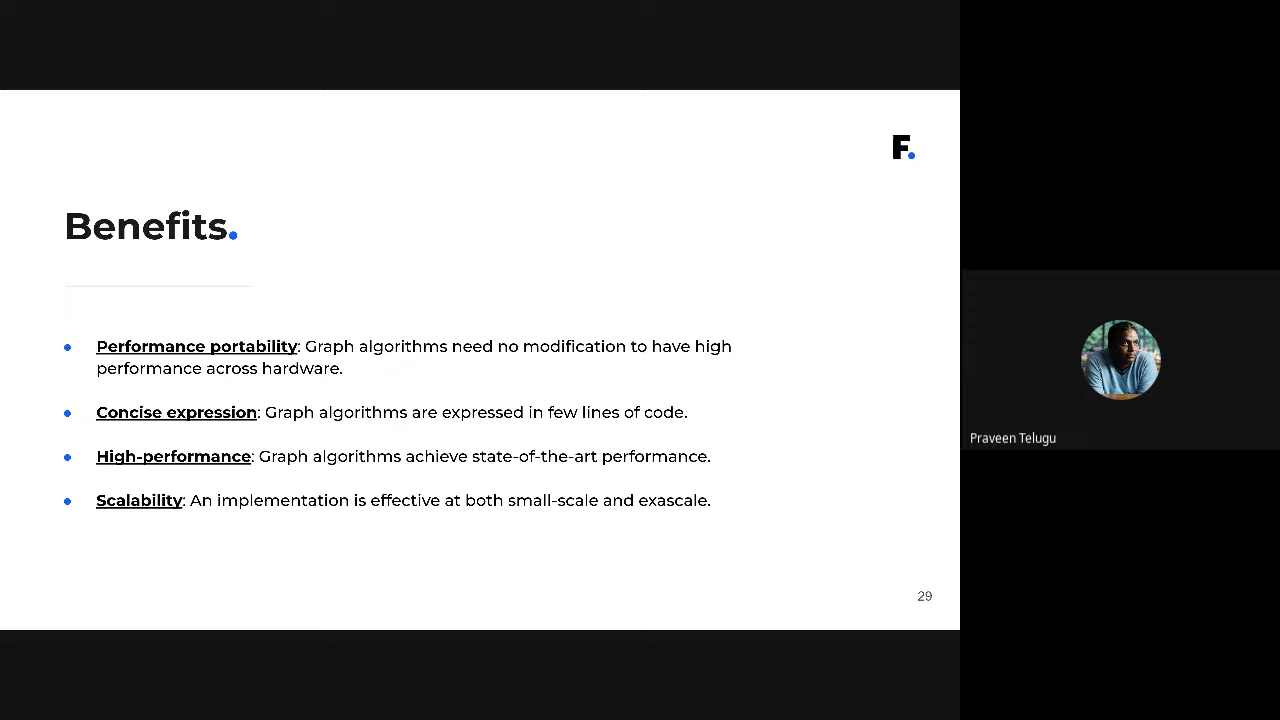 F.
Benefits.
Performance portability: Graph algorithms need no modification to have high
performance across hardware.
Concise expression: Graph algorithms are expressed in few lines of code.
High-performance: Graph algorithms achieve state-of-the-art performance.
Scalability: An implementation is effective at both small-scale and exascale.
29
Praveen Telugu